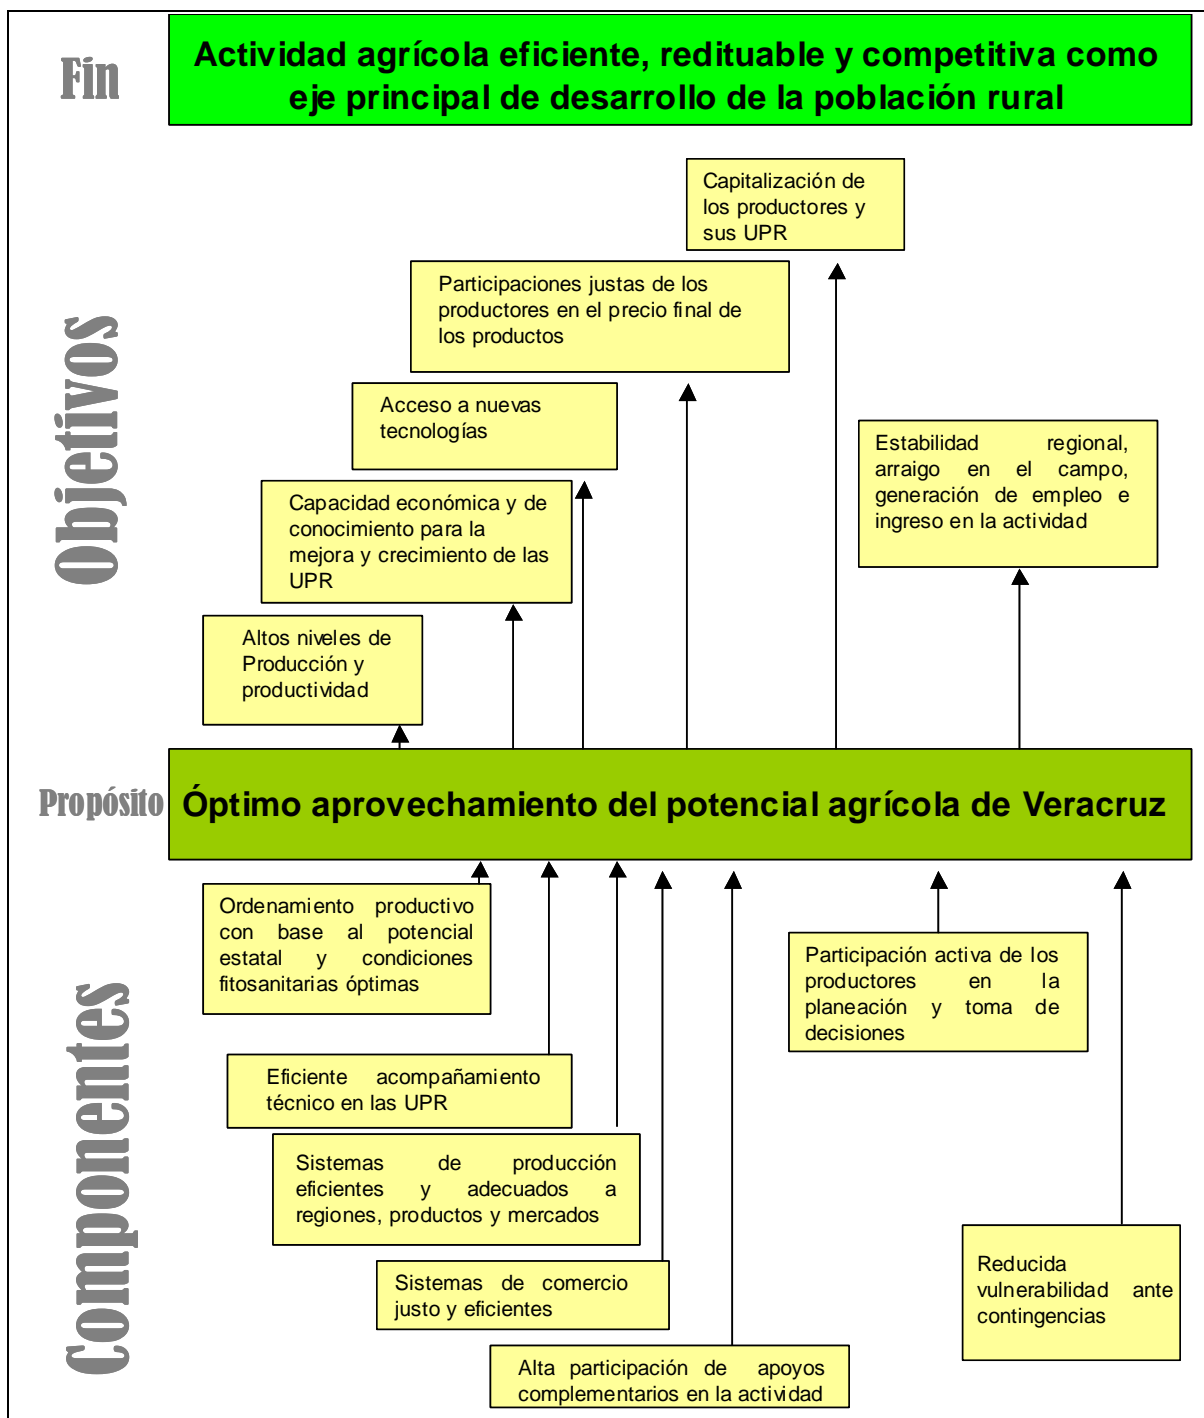 Fin
Actividad agrícola eficiente, redituable y competitiva como
eje principal de desarrollo de la población rural
Objetivos
Capitalización de
los productores y
sus UPR
Participaciones justas de los
productores en el precio final de
los productos
Acceso a nuevas
tecnologías
Estabilidad regional,
arraigo en el campo,
generación de empleo e
ingreso en la actividad
Capacidad económica y de
conocimiento para la
mejora y crecimiento de las
UPR
Altos niveles de
Producción y
productividad
Propósito
Óptimo aprovechamiento del potencial agrícola de Veracruz
Componentes
Ordenamiento productivo
con base al potencial
estatal y condiciones
fitosanitarias óptimas
Participación activa de los
productores en la
planeación y toma de
decisiones
Eficiente acompañamiento
técnico en las UPR
Sistemas de producción
eficientes y adecuados a
regiones, productos y mercados
Sistemas de comercio
justo y eficientes
Reducida
vulnerabilidad ante
contingencias
Alta participación de apoyos
complementarios en la actividad